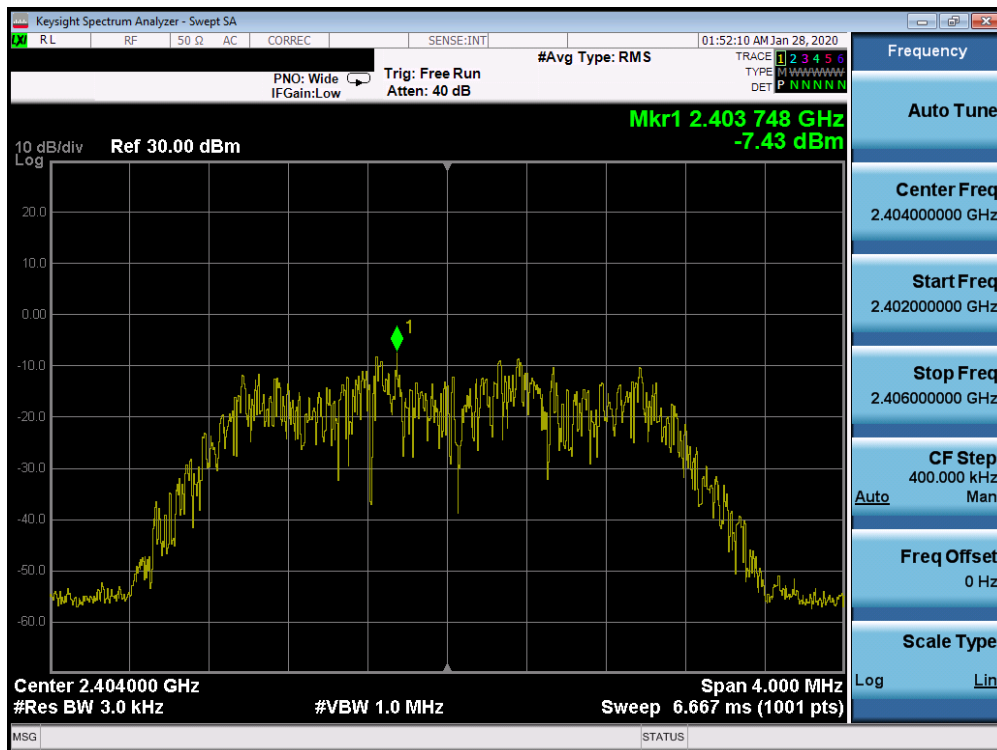 Keysight Spectrum Analyzer - Swept SA
LXI RL RF 50 Ω AC CORREC SENSE:INT 01:52:10 AM Jan 28, 2020
PNO: Wide
IFGain:Low
Trig: Free Run
Atten: 40 dB
#Avg Type: RMS
TRACE 1 2 3 4 5 6
TYPE M WWWWW
DET P N N N N N
Mkr1 2.403 748 GHz
-7.43 dBm
10 dB/div Ref 30.00 dBm
Log
20.0
10.0
0.00
-10.0
-20.0
-30.0
-40.0
-50.0
-60.0
1
Center 2.404000 GHz Span 4.000 MHz
#Res BW 3.0 kHz #VBW 1.0 MHz Sweep 6.667 ms (1001 pts)
MSG STATUS
Frequency
Auto Tune
Center Freq
2.404000000 GHz
Start Freq
2.402000000 GHz
Stop Freq
2.406000000 GHz
CF Step
400.000 kHz
Auto Man
Freq Offset
0 Hz
Scale Type
Log Lin